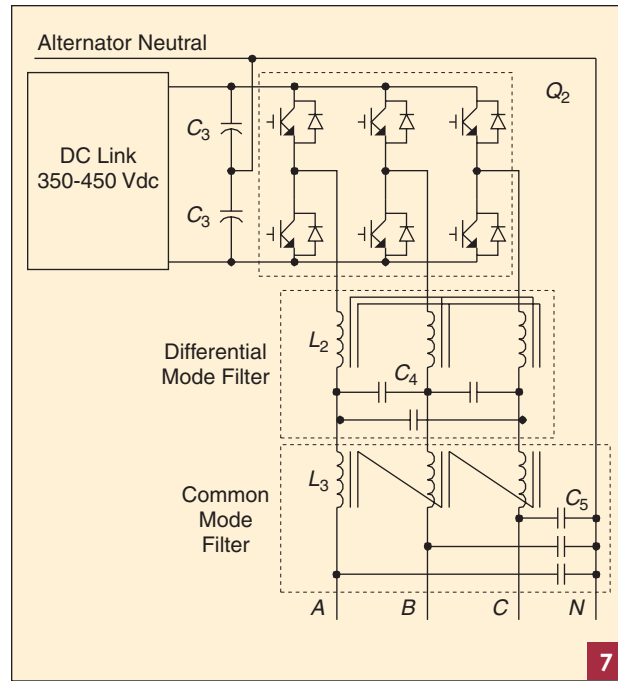 Alternator Neutral
Q2
C3
DC Link
350-450 Vdc
C3
L2
Differential
Mode Filter
C4
L3
C5
Common
Mode
Filter
A B C N
7